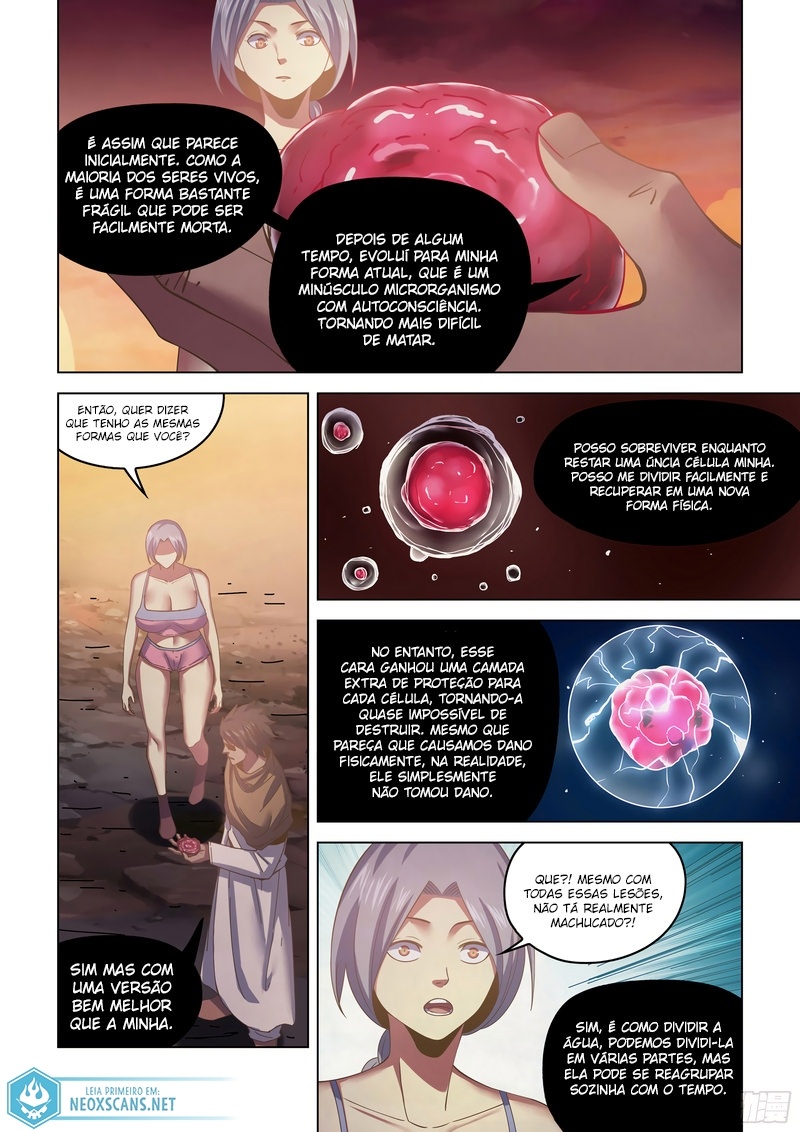 É ASSIM QUE PARECE
INICIALMENTE. COMO A
MAIORIA DOS SERES VIVOS,
É UMA FORMA BASTANTE
FRÁGIL QUE PODE SER
FACILMENTE MORTA.
DEPOIS DE ALGUM
TEMPO, EVOLUÍ PARA MINHA
FORMA ATUAL, QUE É UM
MINÚSCULO MICRORGANISMO
COM AUTOCONSCIÊNCIA.
TORNANDO MAIS DIFÍCIL
DE MATAR.
ENTÃO, QUER DIZER
QUE TENHO AS MESMAS
FORMAS QUE VOCÊ?
SIM MAS COM
UMA VERSÃO
BEM MELHOR
QUE A MINHA.
POSSO SOBREVIVER ENQUANTO
RESTAR UMA ÚNCIA CÉLULA MINHA.
POSSO ME DIVIDIR FACILMENTE E
RECUPERAR EM UMA NOVA
FORMA FÍSICA.
NO ENTANTO, ESSE
CARA GANHOU UMA CAMADA
EXTRA DE PROTEÇÃO PARA
CADA CÉLULA, TORNANDO-A
QUASE IMPOSSÍVEL DE
DESTRUIR. MESMO QUE
PAREÇA QUE CAUSAMOS DANO
FISICAMENTE, NA REALIDADE,
ELE SIMPLESMENTE
NÃO TOMOU DANO.
QUE?! MESMO COM
TODAS ESSAS LESÕES,
NÃO TÁ REALMENTE
MACHUCADO?!
SIM, É COMO DIVIDIR A
ÁGUA, PODEMOS DIVIDI-LA
EM VÁRIAS PARTES, MAS
ELA PODE SE REAGRUPAR
SOZINHA COM O TEMPO.
LEIA PRIMEIRO EM:
NEOXSCANS.NET
动漫